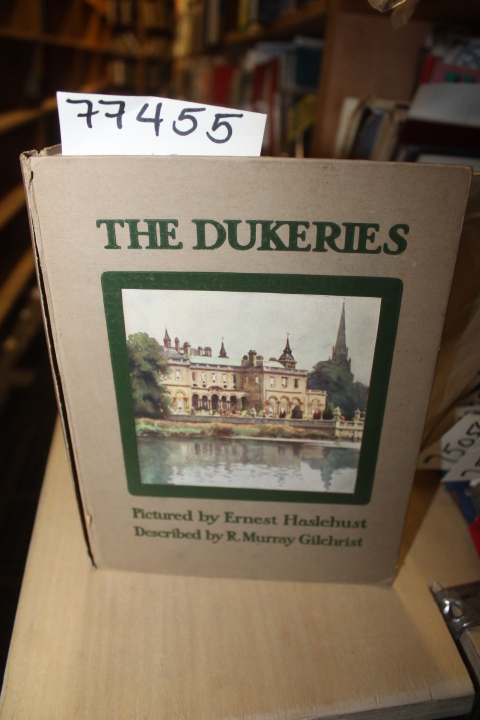 77455
THE DUKERIES
Pictured by Ernest Haslehust
Described by R. Murray Gilchrist